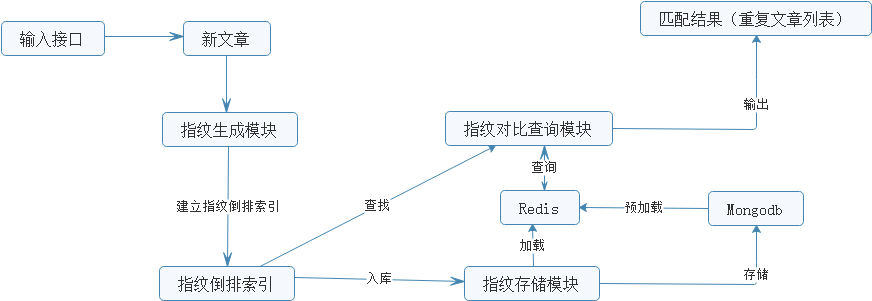 输入接口
新文章
匹配结果（重复文章列表）
输出
指纹生成模块
指纹对比查询模块
查询
建立指纹倒排索引
查找
Redis
预加载
Mongodb
加载
指纹倒排索引
入库
指纹存储模块
存储